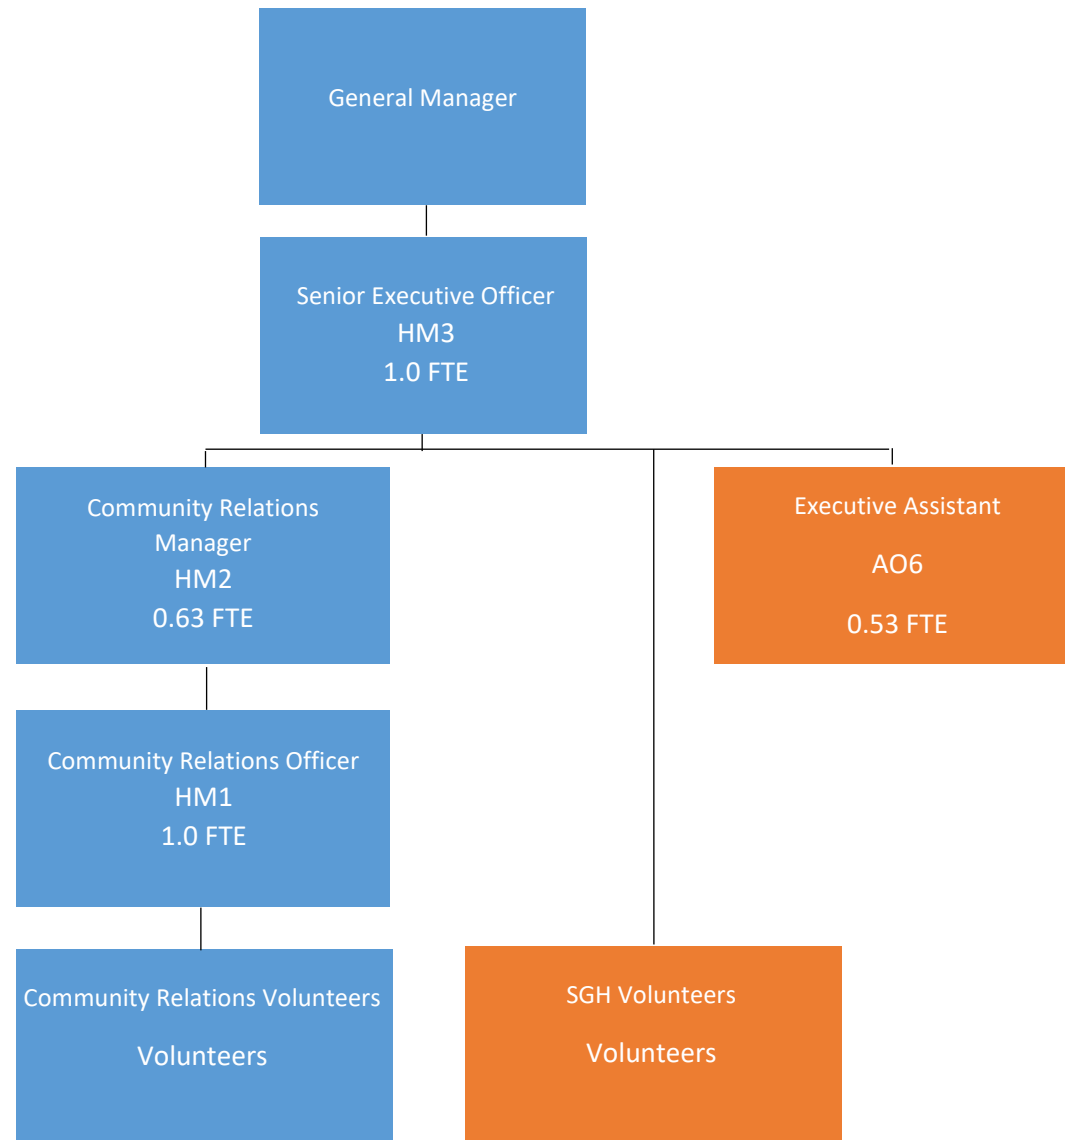 General Manager
Senior Executive Officer
HM3
1.0 FTE
Community Relations
Manager
HM2
0.63 FTE
Executive Assistant
AO6
0.53 FTE
Community Relations Officer
HM1
1.0 FTE
Community Relations Volunteers
Volunteers
SGH Volunteers
Volunteers